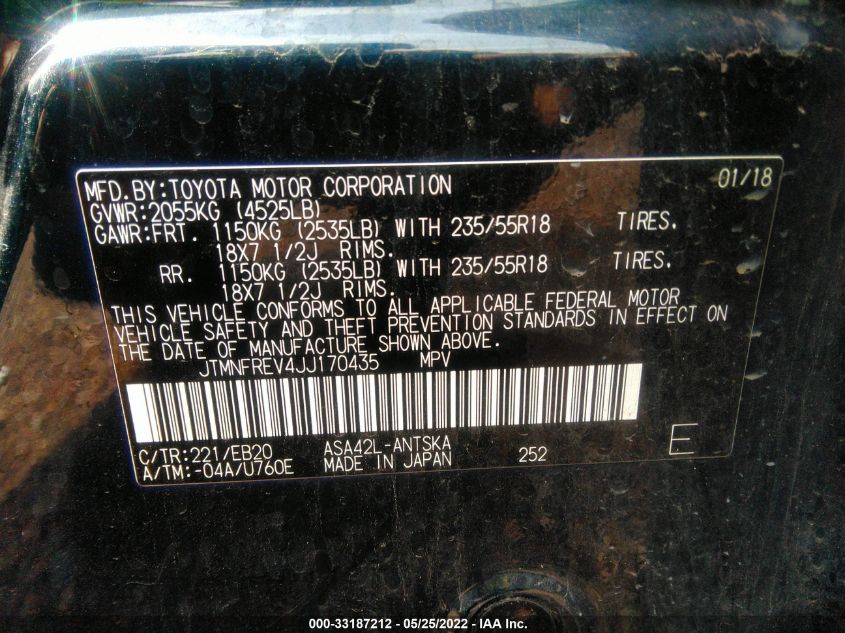 MFD.BY:TOYOTA MOTOR CORPORATION 01/18
GVWR:2055KG (4525LB)
GAWR:FRT. 1150KG (2535LB) WITH 235/55R18 TIRES.
18X7 1/2J RIMS.
RR. 1150KG (2535LB) WITH 235/55R18 TIRES.
18X7 1/2J RIMS.
THIS VEHICLE CONFORMS TO ALL APPLICABLE FEDERAL MOTOR
VEHICLE SAFETY AND THEFT PREVENTION STANDARDS IN EFFECT ON
THE DATE OF MANUFACTURE SHOWN ABOVE.
JTMNFREV4JJ170435 MPV
C/TR:221/EB20 ASA42L-ANTSKA
A/TM:-04A/U760E MADE IN JAPAN 252 E
000-33187212 - 05/25/2022 - IAA Inc.